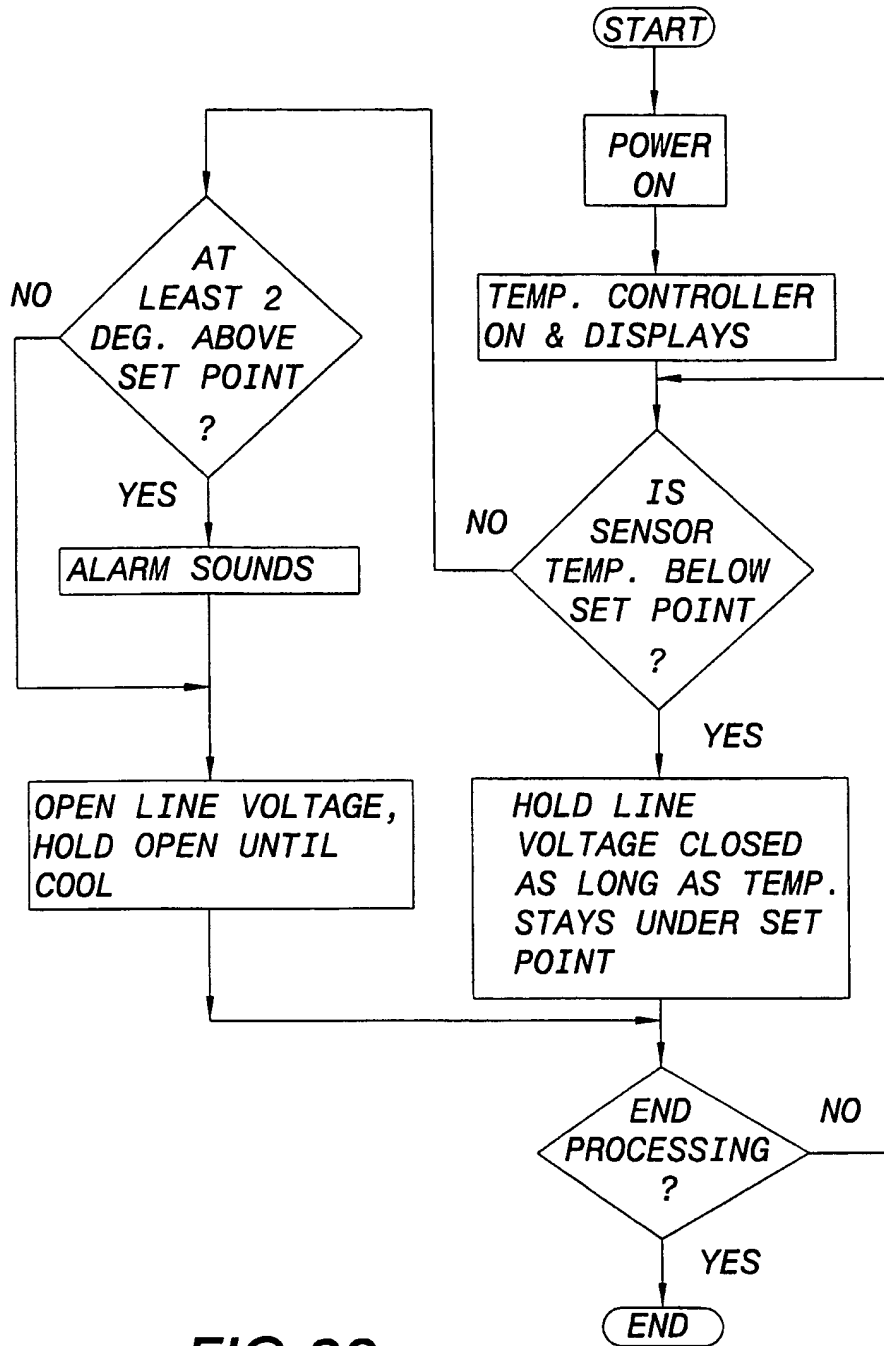 START
POWER
ON
TEMP. CONTROLLER
ON & DISPLAYS
IS
SENSOR
TEMP. BELOW
SET POINT
?
NO
YES
AT
LEAST 2
DEG. ABOVE
SET POINT
?
NO
YES
ALARM SOUNDS
OPEN LINE VOLTAGE,
HOLD OPEN UNTIL
COOL
HOLD LINE
VOLTAGE CLOSED
AS LONG AS TEMP.
STAYS UNDER SET
POINT
END
PROCESSING
?
NO
YES
END